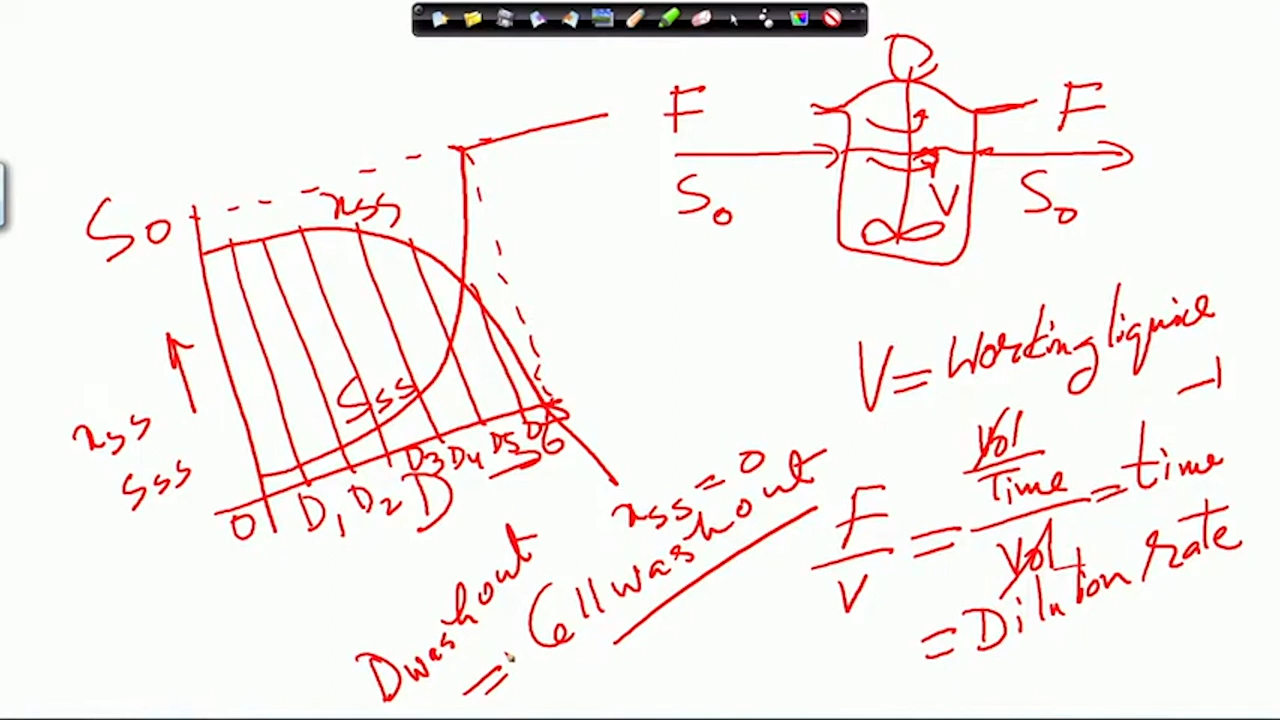 F
F
S₀
S₀
V
S₀
xss
Sss
xss
Sss
0 D₁ D₂ D₃ D₄ D₅ D₆
D
xss = 0
Cell washout
Dwashout
=
V = Working liquid
F/V = (Vol/Time)/Vol = time⁻¹
= Dilution rate